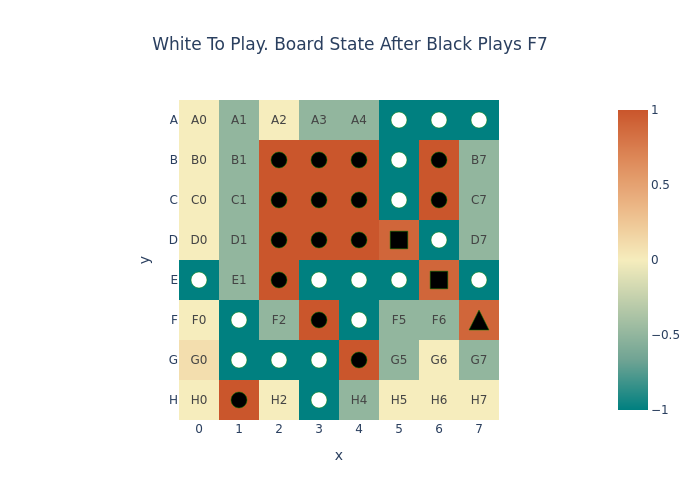 White To Play. Board State After Black Plays F7
A A0 A1 A2 A3 A4
B B0 B1 B7
C C0 C1 C7
D D0 D1 D7
E E1
F F0 F2 F5 F6
G G0 G5 G6 G7
H H0 H2 H4 H5 H6 H7
0 1 2 3 4 5 6 7
x
y
1
0.5
0
−0.5
−1